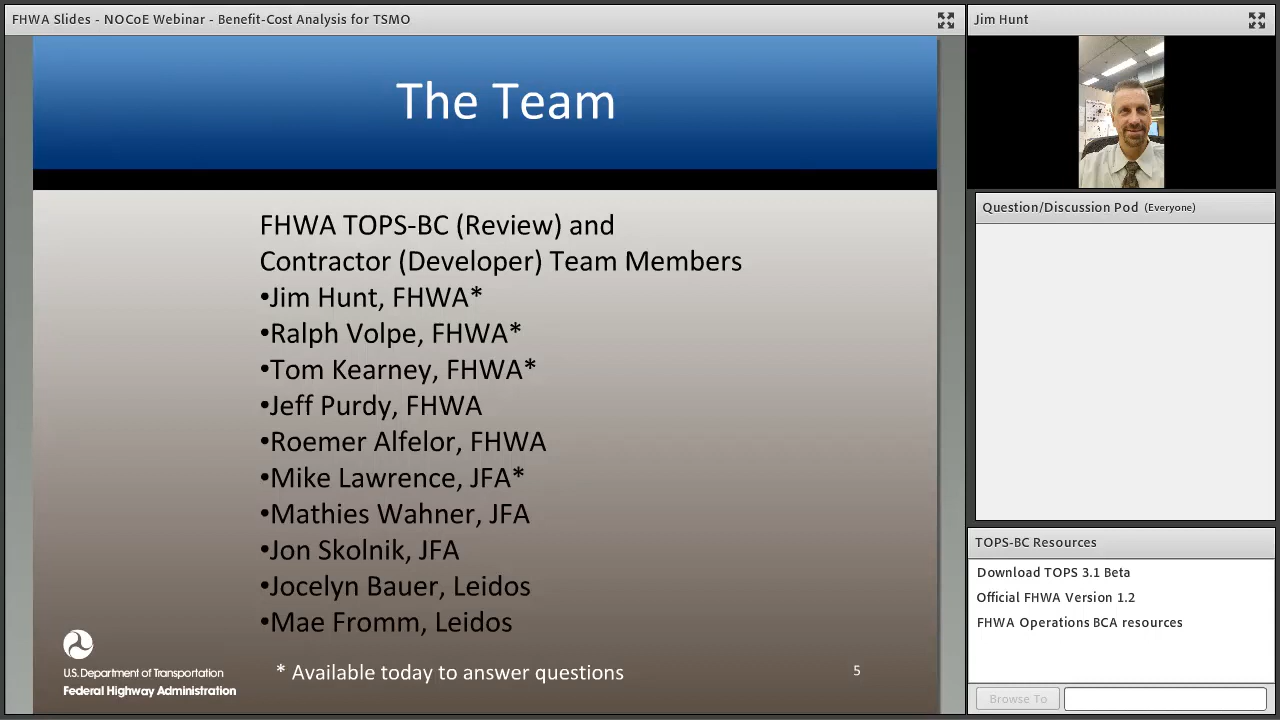 FHWA Slides - NOCoE Webinar - Benefit-Cost Analysis for TSMO
The Team
FHWA TOPS-BC (Review) and
Contractor (Developer) Team Members
•Jim Hunt, FHWA*
•Ralph Volpe, FHWA*
•Tom Kearney, FHWA*
•Jeff Purdy, FHWA
•Roemer Alfelor, FHWA
•Mike Lawrence, JFA*
•Mathies Wahner, JFA
•Jon Skolnik, JFA
•Jocelyn Bauer, Leidos
•Mae Fromm, Leidos
* Available today to answer questions
5
U.S. Department of Transportation
Federal Highway Administration
Jim Hunt
Question/Discussion Pod (Everyone)
TOPS-BC Resources
Download TOPS 3.1 Beta
Official FHWA Version 1.2
FHWA Operations BCA resources
Browse To